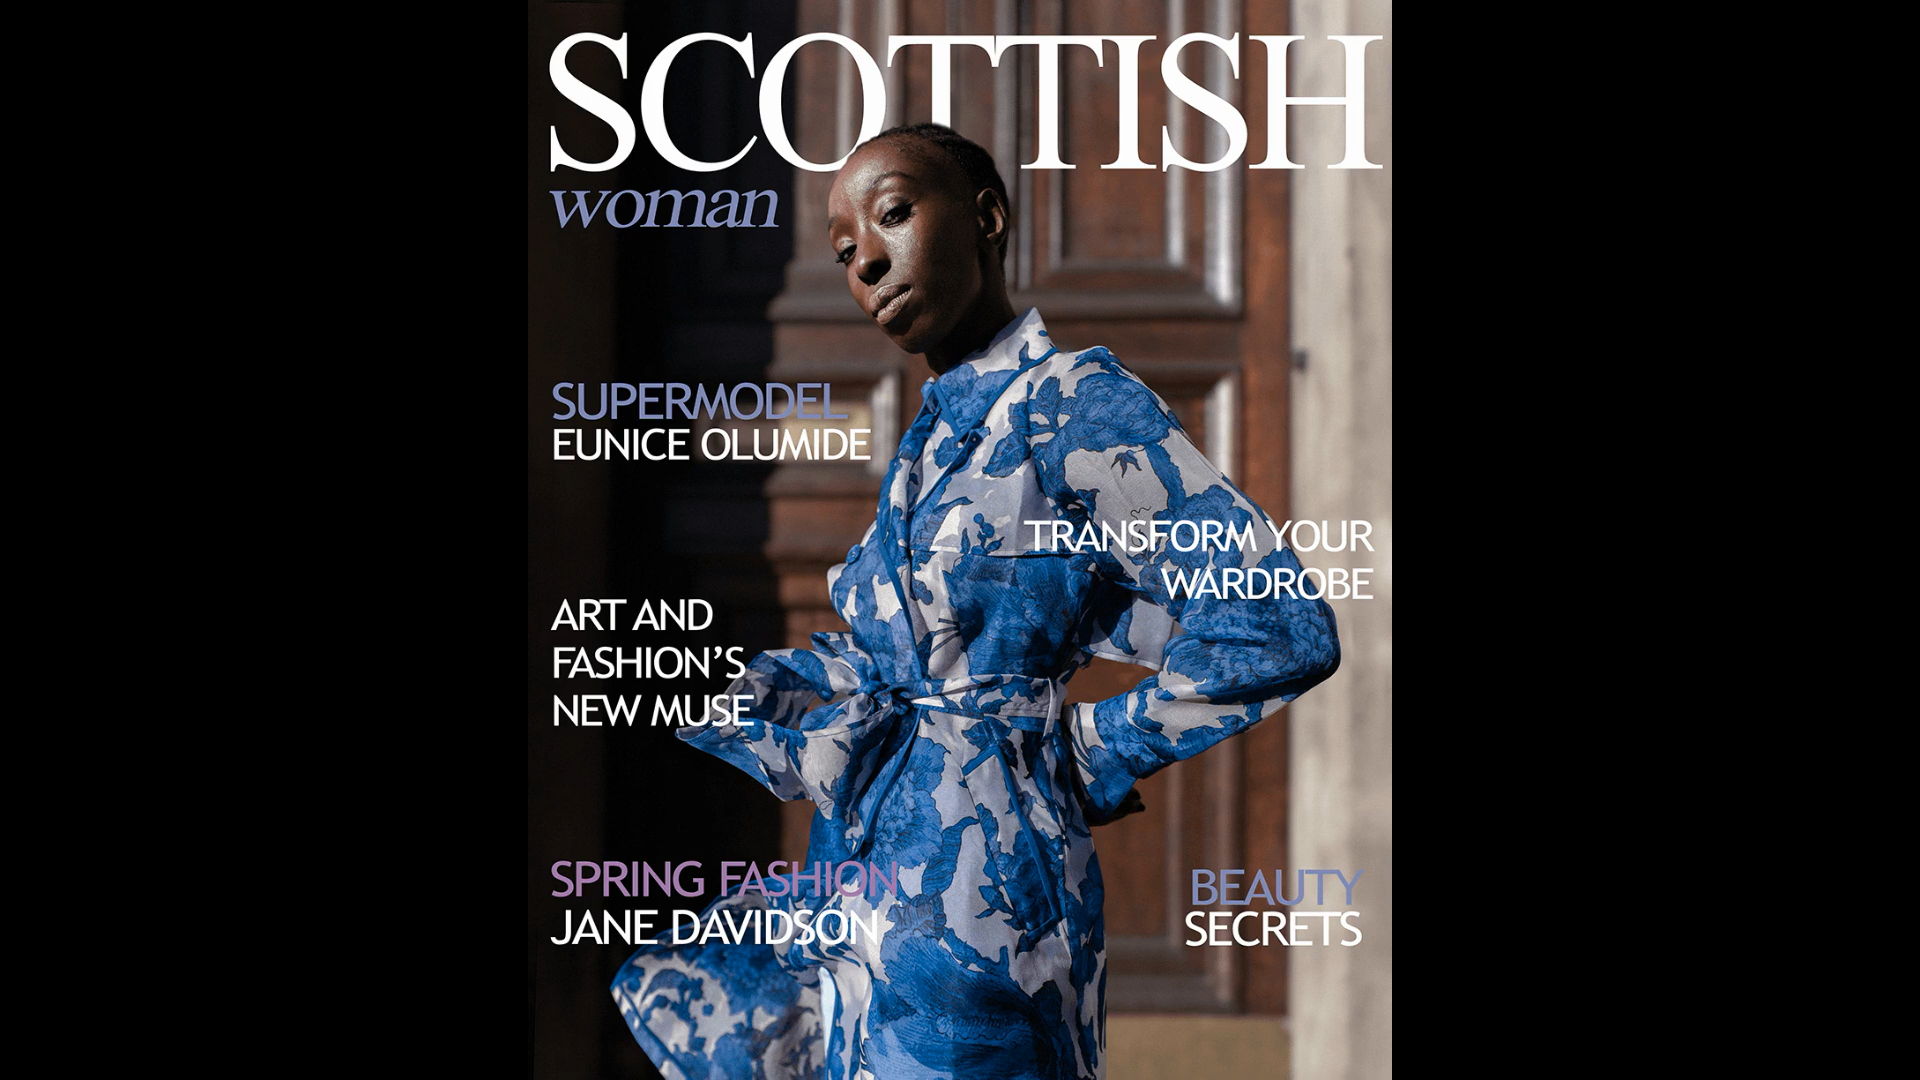 SCOTTISH
woman
SUPERMODEL
EUNICE OLUMIDE
TRANSFORM YOUR
WARDROBE
ART AND
FASHION’S
NEW MUSE
SPRING FASHION
JANE DAVIDSON
BEAUTY
SECRETS